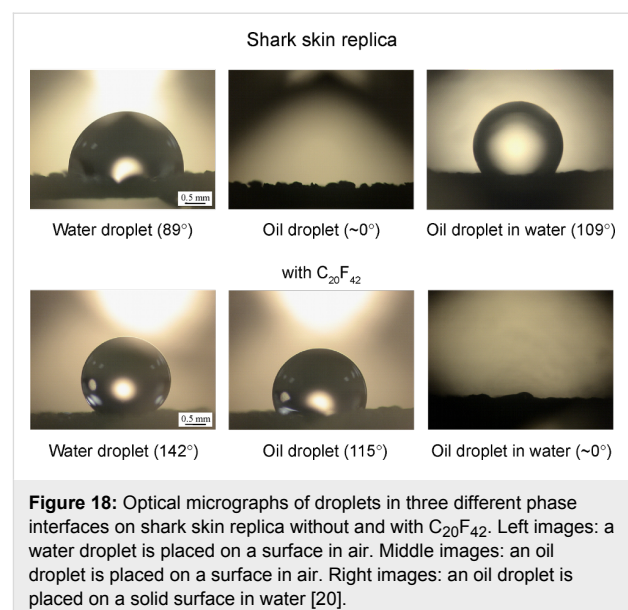 Shark skin replica
0.5 mm
Water droplet (89°) Oil droplet (~0°) Oil droplet in water (109°)
with C₂₀F₄₂
0.5 mm
Water droplet (142°) Oil droplet (115°) Oil droplet in water (~0°)
Figure 18: Optical micrographs of droplets in three different phase
interfaces on shark skin replica without and with C₂₀F₄₂. Left images: a
water droplet is placed on a surface in air. Middle images: an oil
droplet is placed on a surface in air. Right images: an oil droplet is
placed on a solid surface in water [20].